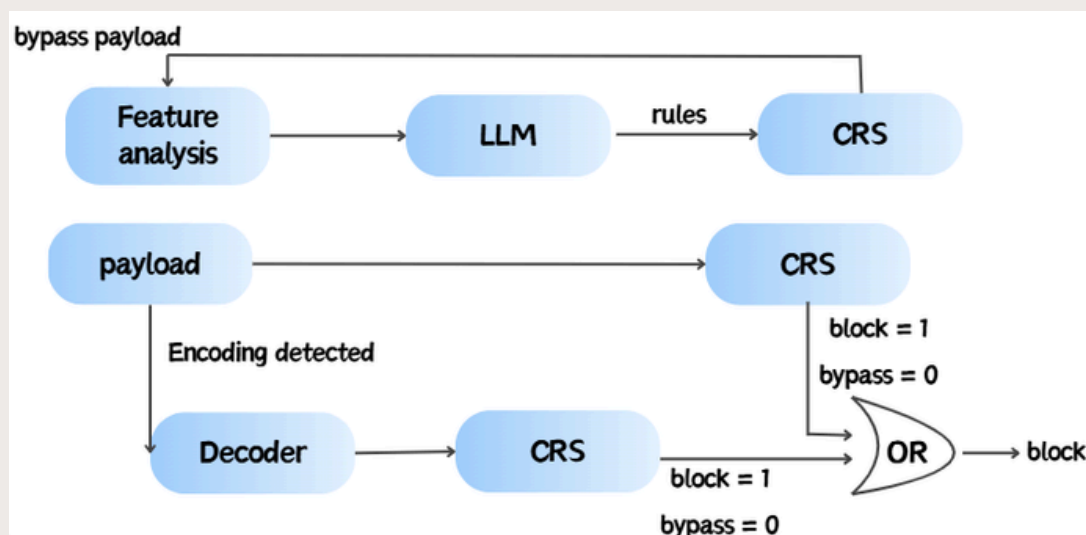 bypass payload
Feature
analysis
LLM
rules
CRS
payload
CRS
Encoding detected
block = 1
bypass = 0
Decoder
CRS
OR
block
block = 1
bypass = 0